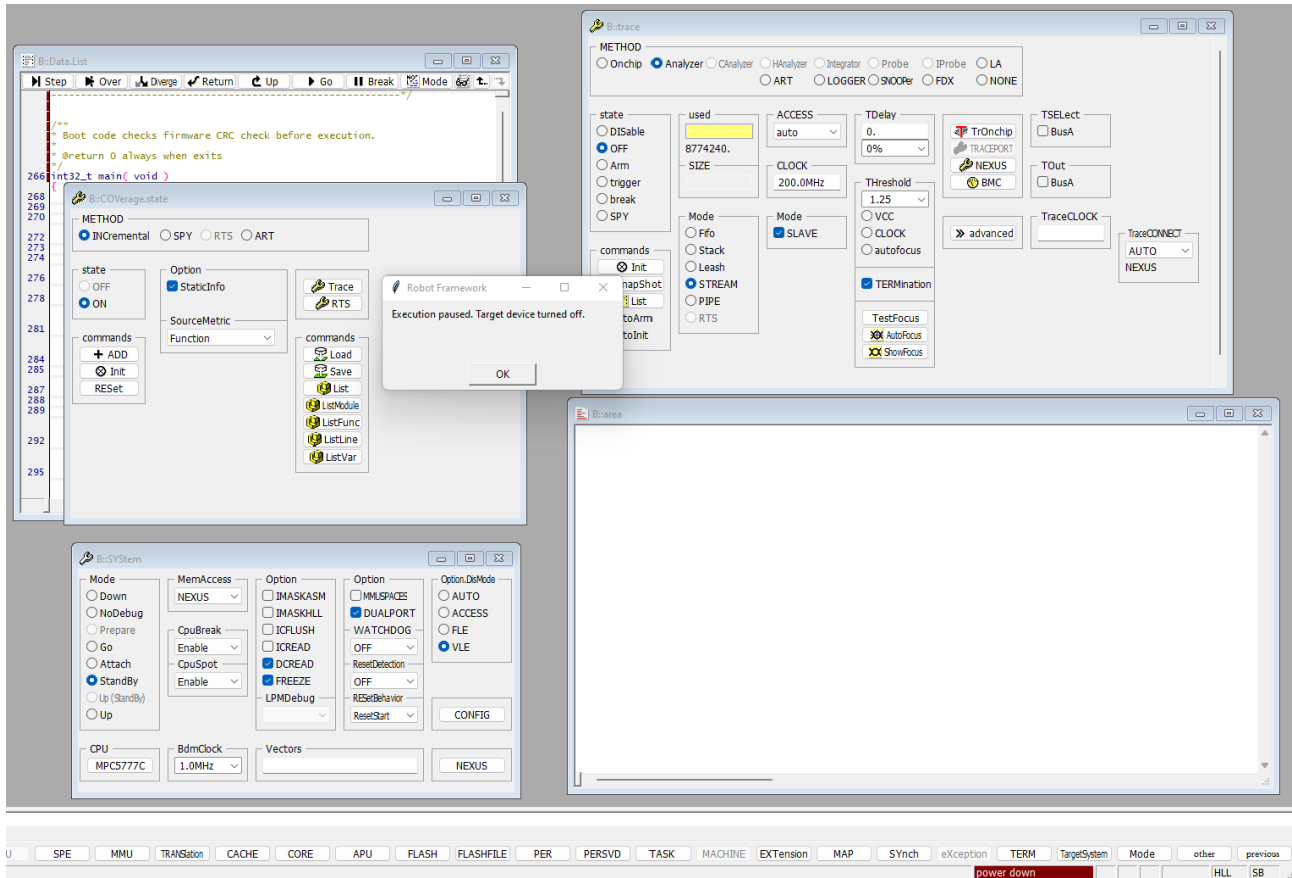 B::Data.List
Step Over Diverge Return Up Go Break Mode t..
-------------------------------------------------------------------*/
/**
* Boot code checks firmware CRC check before execution.
*
* @return 0 always when exits
*/
266 int32_t main( void )
{
268
269
270
272
273
274
276
278
281
284
285
287
288
289
292
295
B::COVerage.state
METHOD
INCremental SPY RTS ART
state
OFF
ON
Option
StaticInfo
SourceMetric
Function
Trace
RTS
commands
ADD
Init
RESet
commands
Load
Save
List
ListModule
ListFunc
ListLine
ListVar
Robot Framework
Execution paused. Target device turned off.
OK
B::trace
METHOD
Onchip Analyzer CAnalyzer HAnalyzer Integrator Probe IProbe LA
ART LOGGER SNOOPer FDX NONE
state
DISable
OFF
Arm
trigger
break
SPY
commands
Init
napShot
List
toArm
toInit
used
8774240.
SIZE
Mode
Fifo
Stack
Leash
STREAM
PIPE
RTS
ACCESS
auto
CLOCK
200.0MHz
Mode
SLAVE
TDelay
0.
0%
THreshold
1.25
VCC
CLOCK
autofocus
TERMination
TestFocus
AutoFocus
ShowFocus
TrOnchip
TRACEPORT
NEXUS
BMC
advanced
TSELect
BusA
TOut
BusA
TraceCLOCK
TraceCONNECT
AUTO
NEXUS
B::area
B::SYStem
Mode
Down
NoDebug
Prepare
Go
Attach
StandBy
Up (StandBy)
Up
MemAccess
NEXUS
CpuBreak
Enable
CpuSpot
Enable
Option
IMASKASM
IMASKHLL
ICFLUSH
ICREAD
DCREAD
FREEZE
LPMDebug
Option
MMUSPACES
DUALPORT
WATCHDOG
OFF
ResetDetection
OFF
RESetBehavior
ResetStart
Option.DisMode
AUTO
ACCESS
FLE
VLE
CONFIG
CPU
MPC5777C
BdmClock
1.0MHz
Vectors
NEXUS
U SPE MMU TRANSlation CACHE CORE APU FLASH FLASHFILE PER PERSVD TASK MACHINE EXTension MAP SYnch eXception TERM TargetSystem Mode other previous
power down HLL SB